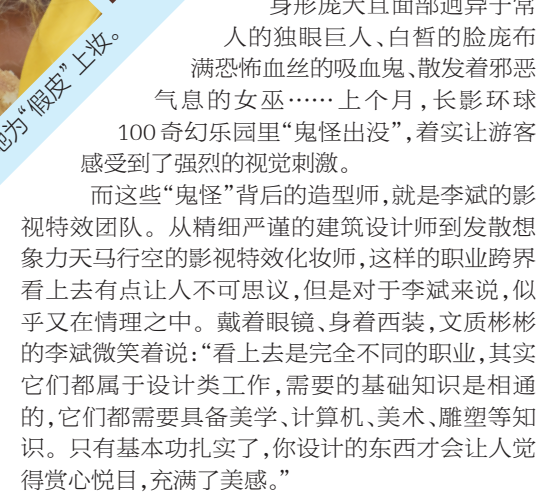 他为“假皮”上妆。
身形庞大且面部迥异于常
人的独眼巨人、白皙的脸庞布
满恐怖血丝的吸血鬼、散发着邪恶
气息的女巫……上个月,长影环球
100奇幻乐园里“鬼怪出没”,着实让游客
感受到了强烈的视觉刺激。
而这些“鬼怪”背后的造型师,就是李斌的影
视特效团队。从精细严谨的建筑设计师到发散想
象力天马行空的影视特效化妆师,这样的职业跨界
看上去有点让人不可思议,但是对于李斌来说,似
乎又在情理之中。戴着眼镜、身着西装,文质彬彬
的李斌微笑着说:“看上去是完全不同的职业,其实
它们都属于设计类工作,需要的基础知识是相通
的,它们都需要具备美学、计算机、美术、雕塑等知
识。只有基本功扎实了,你设计的东西才会让人觉
得赏心悦目,充满了美感。”